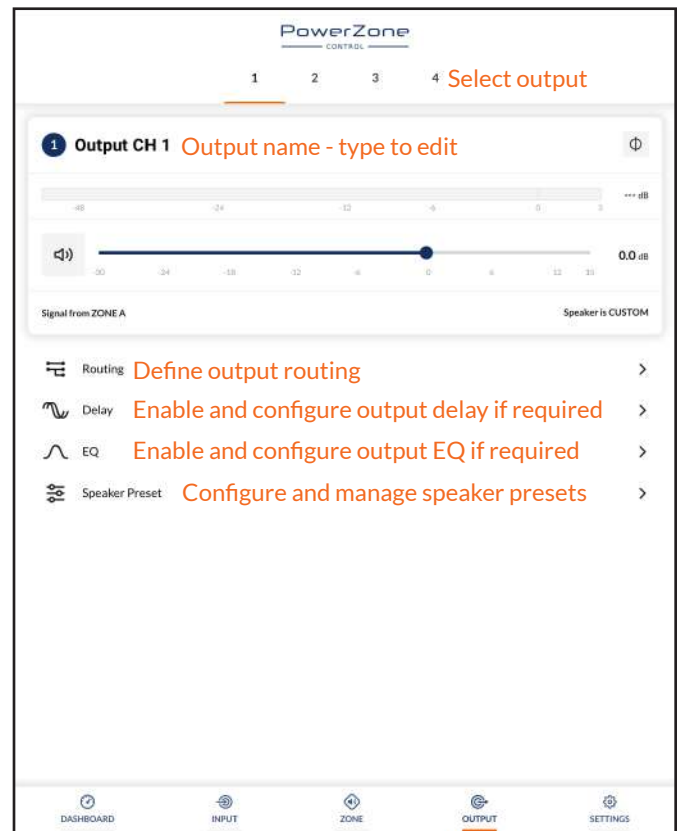 PowerZone
CONTROL
1 2 3 4 Select output
1 Output CH 1 Output name - type to edit
--- dB
-48 -24 -12 -6 0 3
0.0 dB
-90 -24 -18 -12 -6 0 6 12 15
Signal from ZONE A Speaker is CUSTOM
Routing Define output routing
Delay Enable and configure output delay if required
EQ Enable and configure output EQ if required
Speaker Preset Configure and manage speaker presets
DASHBOARD INPUT ZONE OUTPUT SETTINGS